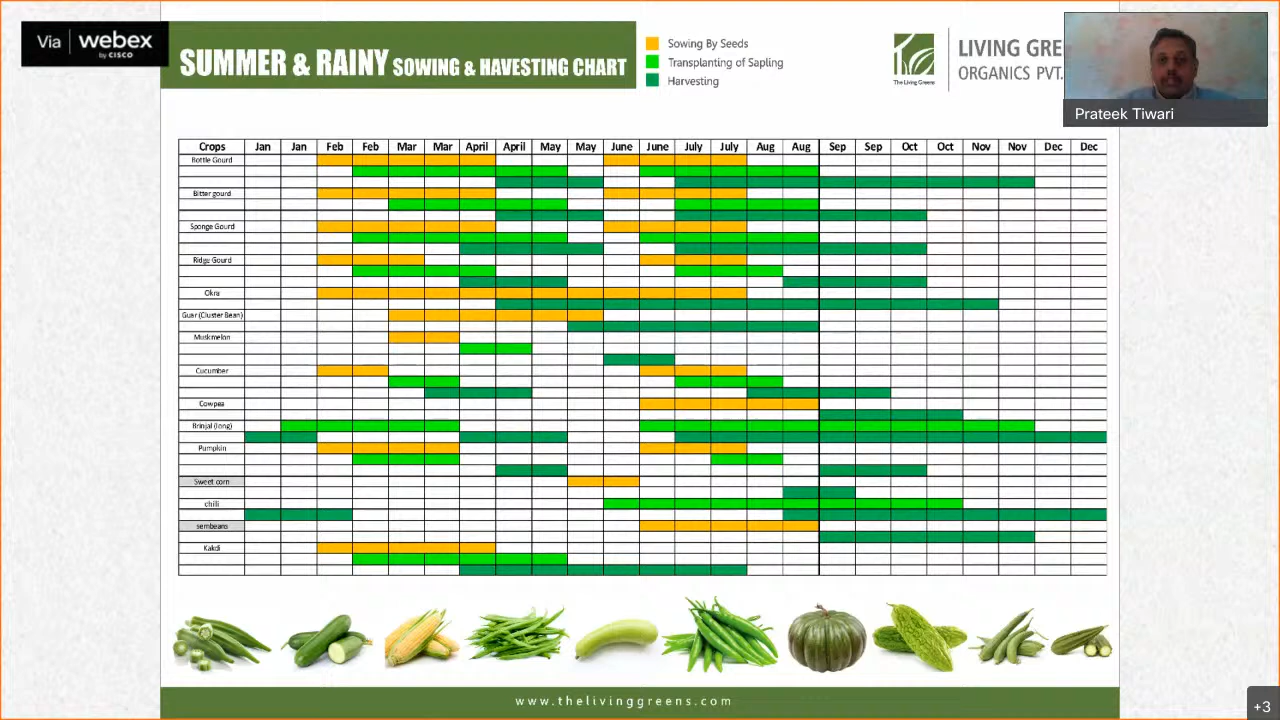 Via webex
by CISCO
SUMMER & RAINY SOWING & HAVESTING CHART
Sowing By Seeds
Transplanting of Sapling
Harvesting
The Living Greens
LIVING GRE
ORGANICS PVT.
Prateek Tiwari
Crops Jan Jan Feb Feb Mar Mar April April May May June June July July Aug Aug Sep Sep Oct Oct Nov Nov Dec Dec
Bottle Gourd
Bitter gourd
Sponge Gourd
Ridge Gourd
Okra
Guar (Cluster Bean)
Muskmelon
Cucumber
Cowpea
Brinjal (long)
Pumpkin
Sweet corn
chilli
sembeans
Kakdi
www.thelivinggreens.com
+3